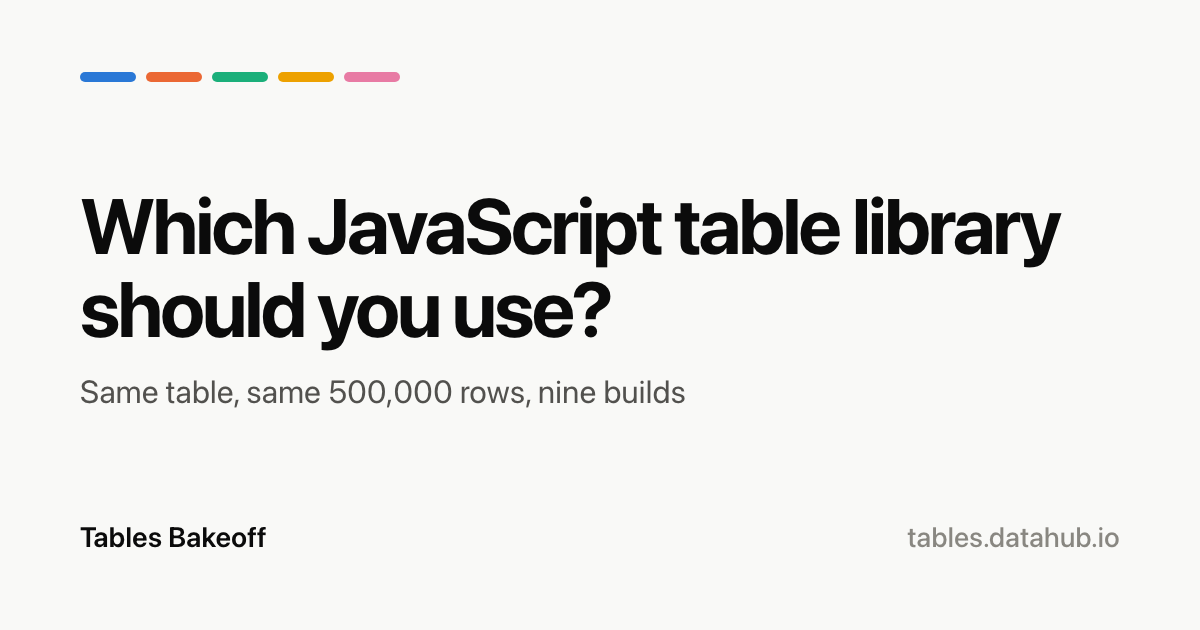 Which JavaScript table library
should you use?
Same table, same 500,000 rows, nine builds
Tables Bakeoff
tables.datahub.io